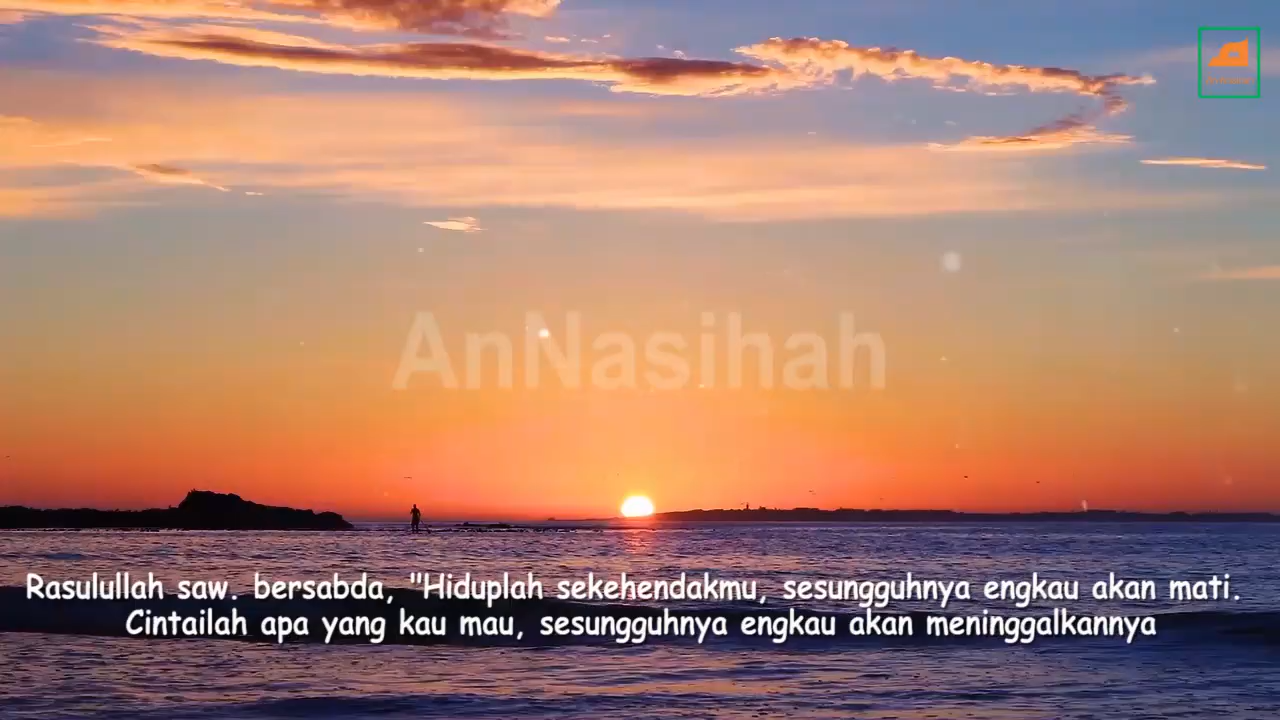 AnNasihah
Rasulullah saw. bersabda, "Hiduplah sekehendakmu, sesungguhnya engkau akan mati.
Cintailah apa yang kau mau, sesungguhnya engkau akan meninggalkannya